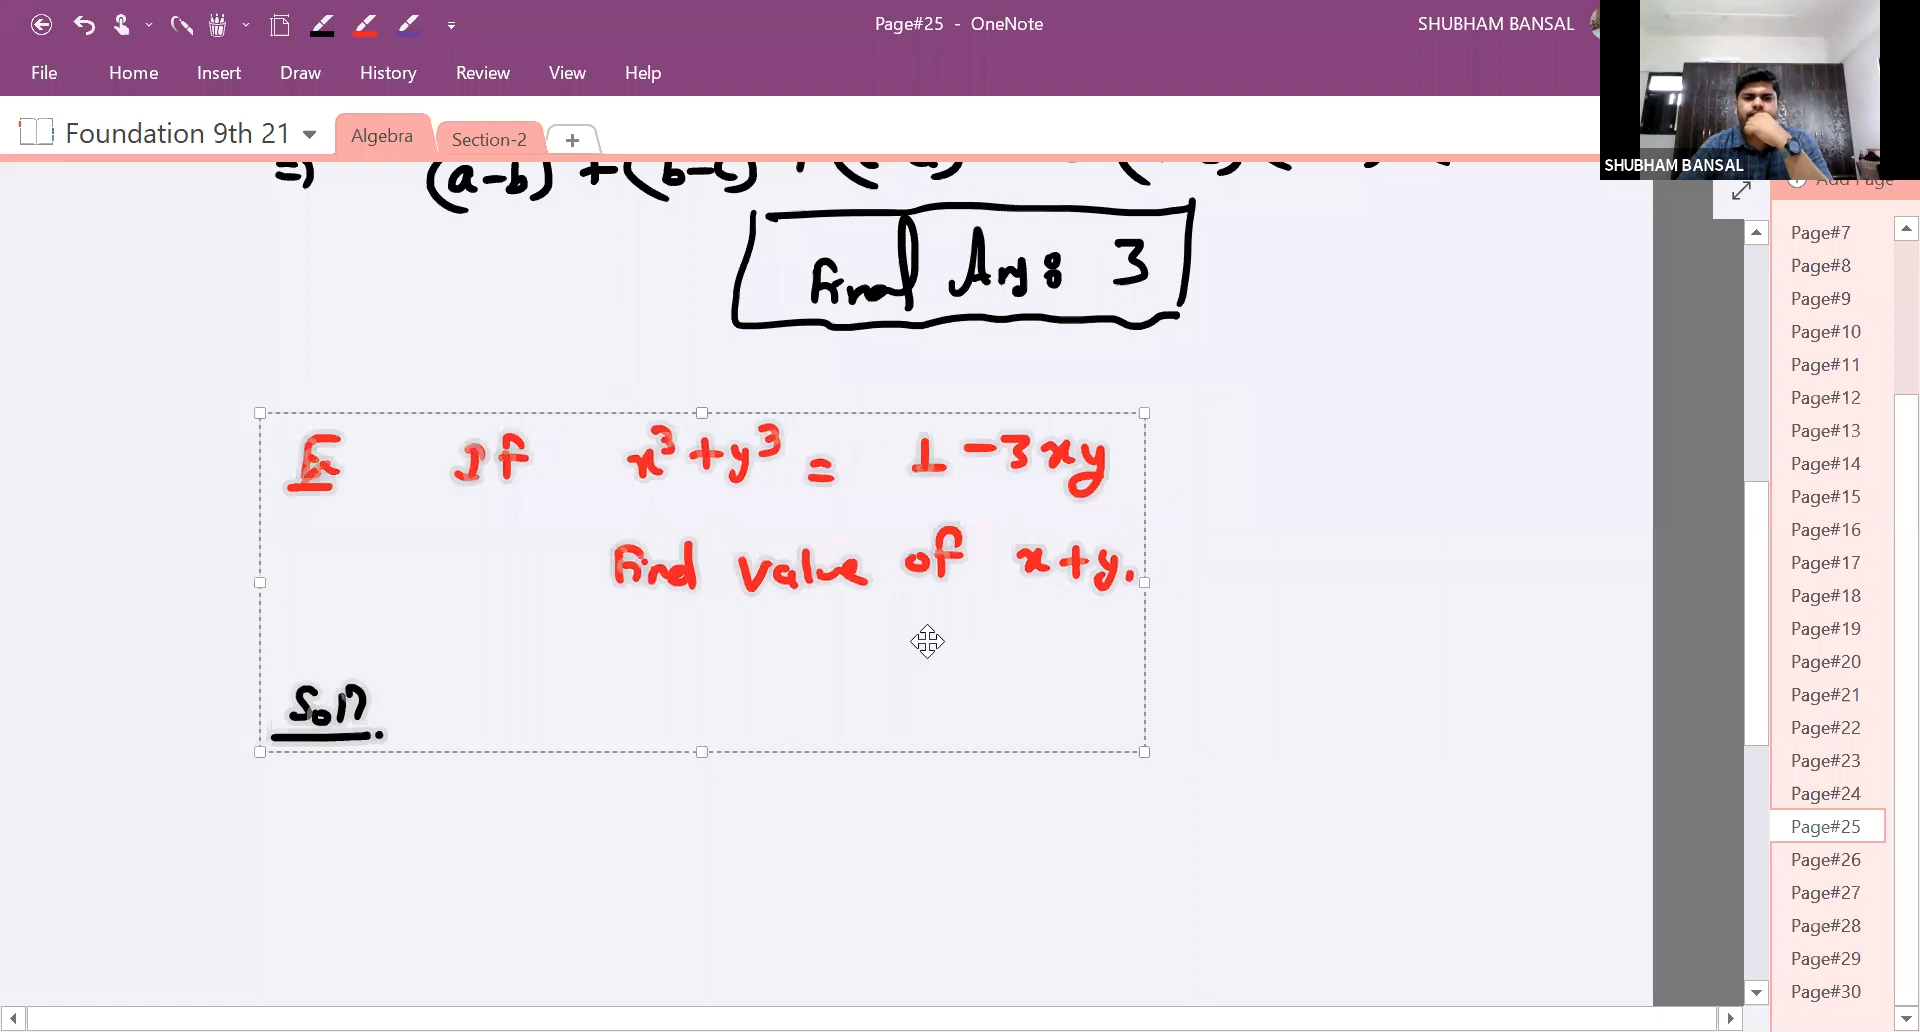 Page#25 - OneNote
SHUBHAM BANSAL
File Home Insert Draw History Review View Help
SHUBHAM BANSAL
Foundation 9th 21
Algebra
Section-2
+
Add Page
=) (a-b) + (b-c)
Final Ans: 3
Ex If x³+y³ = 1-3xy
Find value of x+y.
Soln.
Page#7
Page#8
Page#9
Page#10
Page#11
Page#12
Page#13
Page#14
Page#15
Page#16
Page#17
Page#18
Page#19
Page#20
Page#21
Page#22
Page#23
Page#24
Page#25
Page#26
Page#27
Page#28
Page#29
Page#30